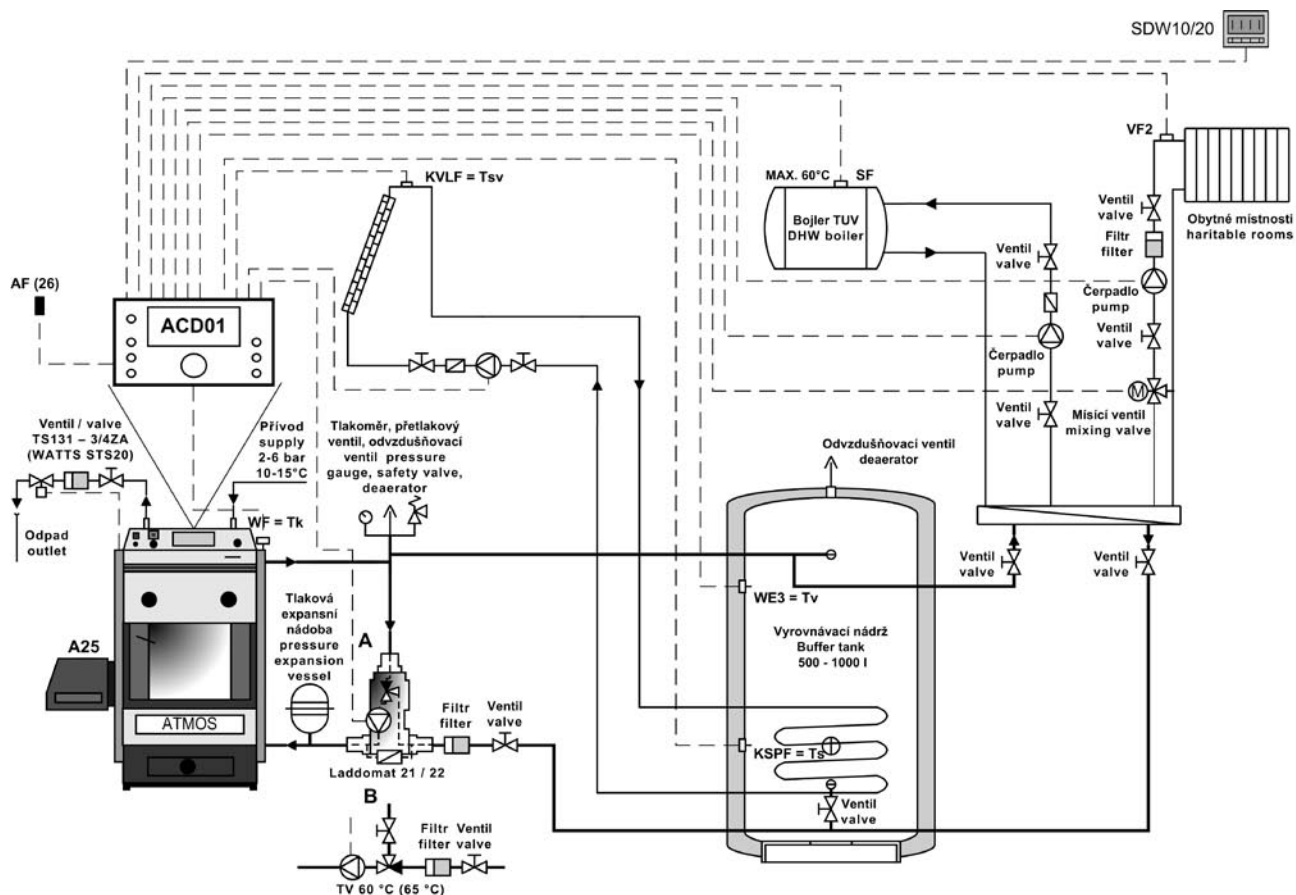 SDW10/20
VF2
KVLF = Tsv
MAX. 60°C
SF
Bojler TUV
DHW boiler
Ventil
valve
Filtr
filter
Obytné místnosti
haritable rooms
Ventil
valve
AF (26)
ACD01
Čerpadlo
pump
Ventil
valve
Čerpadlo
pump
M
Mísící ventil
mixing valve
Ventil
valve
Ventil / valve
TS131 – 3/4ZA
(WATTS STS20)
Přívod
supply
2-6 bar
10-15°C
Tlakoměr, přetlakový
ventil, odvzdušňovací
ventil pressure
gauge, safety valve,
deaerator
Odvzdušňovací ventil
deaerator
Odpad
outlet
WF = Tk
Ventil
valve
Ventil
valve
Tlaková
expansní
nádoba
pressure
expansion
vessel
A
WE3 = Tv
Vyrovnávací nádrž
Buffer tank
500 - 1000 l
A25
ATMOS
Filtr
filter
Ventil
valve
KSPF = Ts
Laddomat 21 / 22
B
Ventil
valve
Filtr Ventil
filter valve
TV 60 °C (65 °C)